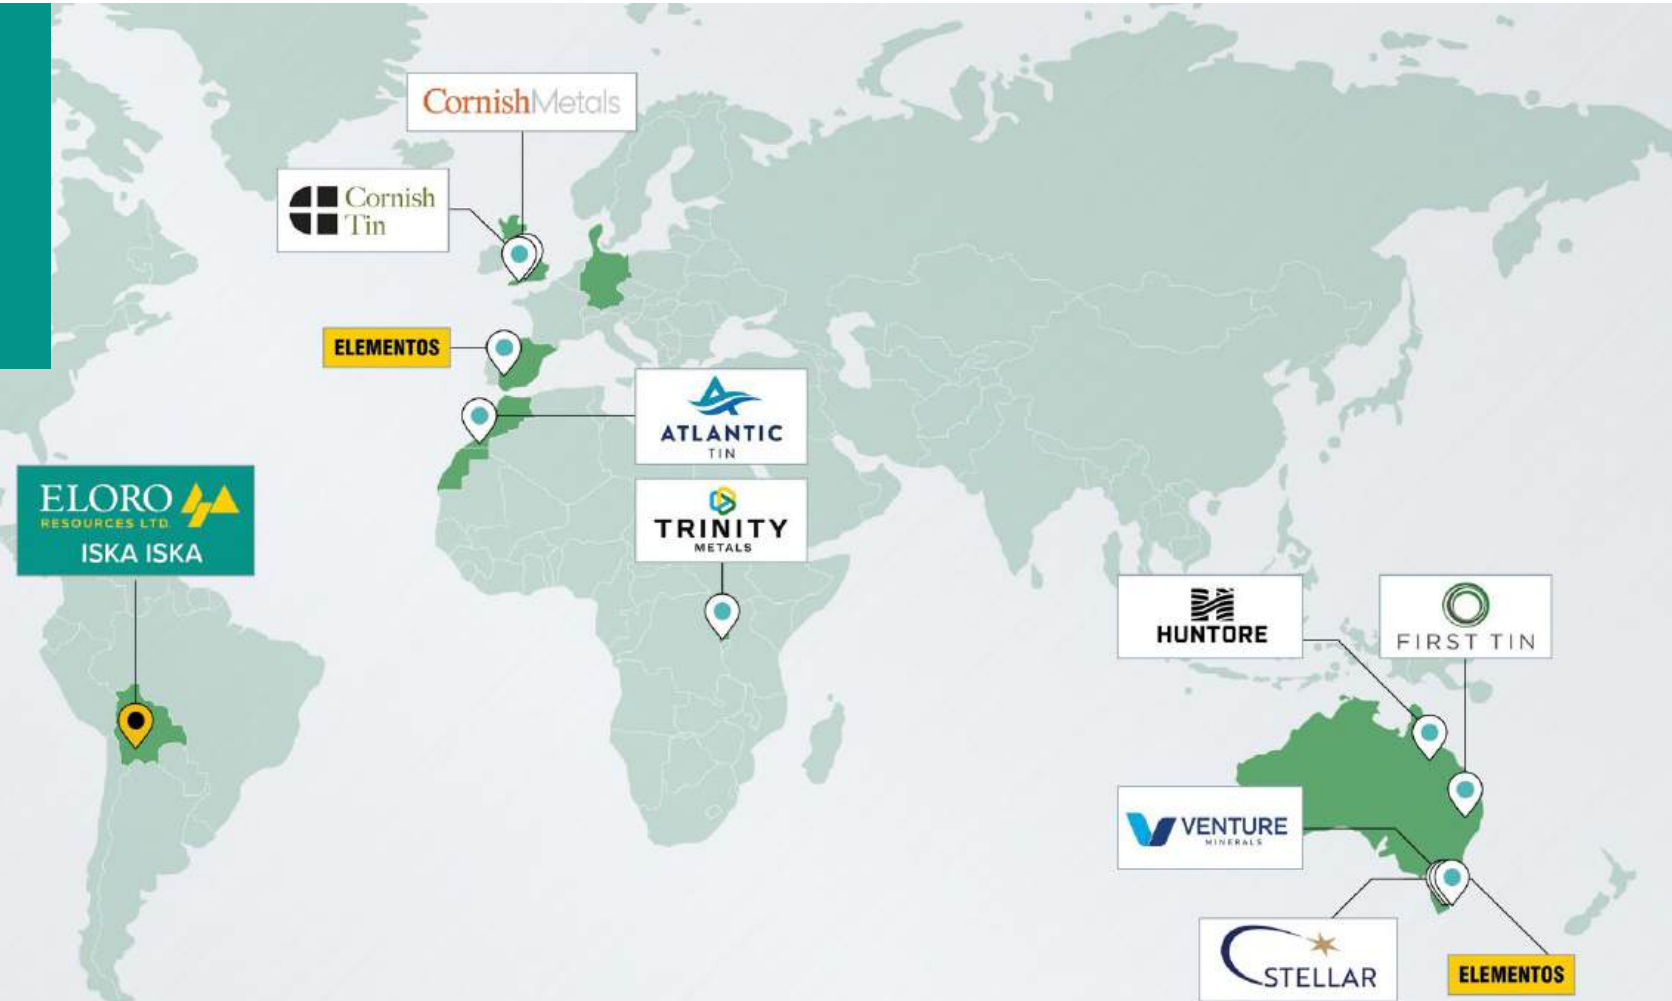 CornishMetals
Cornish
Tin
ELEMENTOS
ATLANTIC
TIN
ELORO
RESOURCES LTD.
ISKA ISKA
TRINITY
METALS
HUNTORE
FIRST TIN
VENTURE
MINERALS
STELLAR
ELEMENTOS